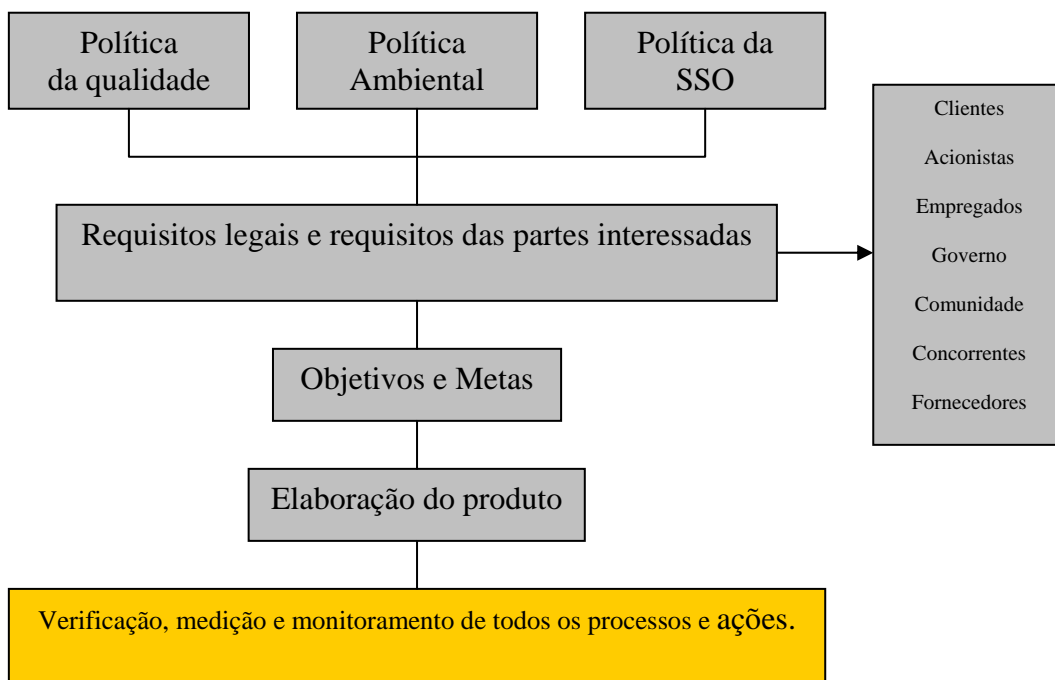 Política
da qualidade
Política
Ambiental
Política da
SSO
Clientes
Acionistas
Empregados
Governo
Comunidade
Concorrentes
Fornecedores
Requisitos legais e requisitos das partes interessadas
Objetivos e Metas
Elaboração do produto
Verificação, medição e monitoramento de todos os processos e ações.